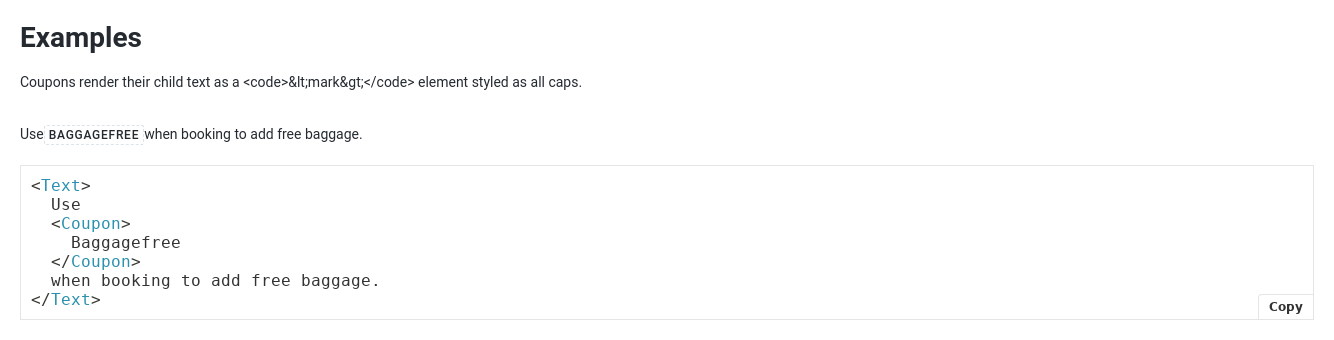 Examples
Coupons render their child text as a <code>&lt;mark&gt;</code> element styled as all caps.
Use BAGGAGEFREE when booking to add free baggage.
<Text>
  Use
  <Coupon>
    Baggagefree
  </Coupon>
  when booking to add free baggage.
</Text>
Copy